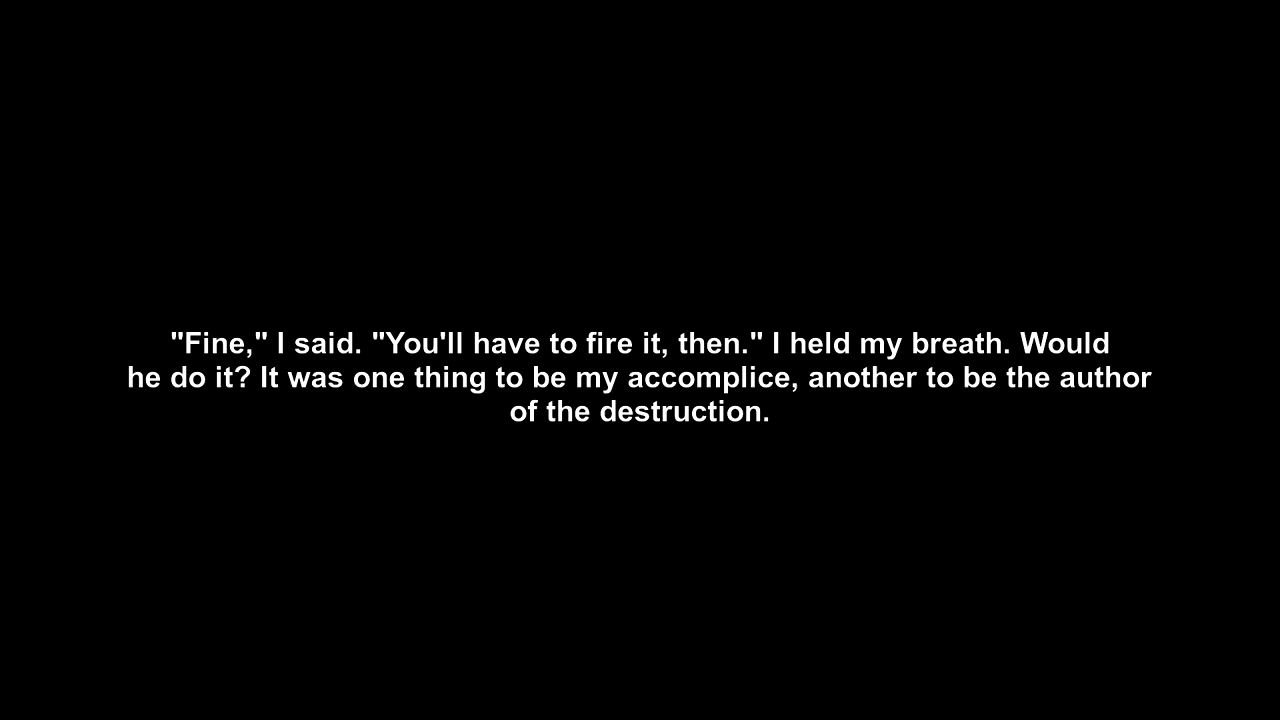 "Fine," I said. "You'll have to fire it, then." I held my breath. Would
he do it? It was one thing to be my accomplice, another to be the author
of the destruction.